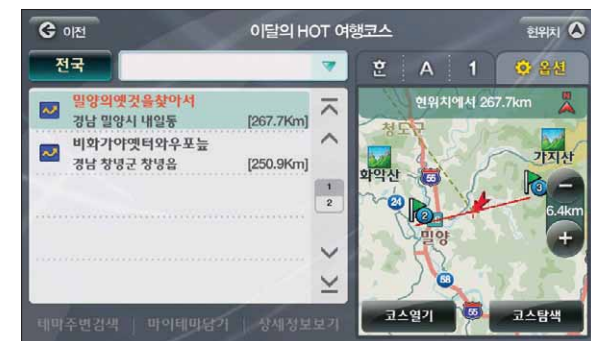 이전
이달의 HOT 여행코스
현위치
전국
호 A 1
옵션
밀양의옛것을찾아서
경남 밀양시 내일동 [267.7Km]
비화가야옛터와우포늪
경남 창녕군 창녕읍 [250.9Km]
1
2
테마주변검색 | 마이테마담기 | 상세정보보기
현위치에서 267.7km
청도군
화악산
가지산
55
3
24
2
밀양
6.4km
58
55
코스열기
코스탐색